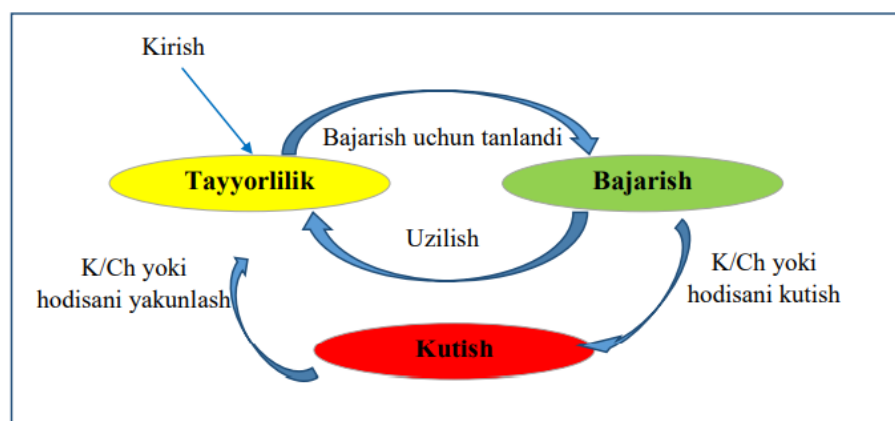 Kirish
Bajarish uchun tanlandi
Tayyorlilik
Bajarish
Uzilish
K/Ch yoki
hodisani yakunlash
K/Ch yoki
hodisani kutish
Kutish